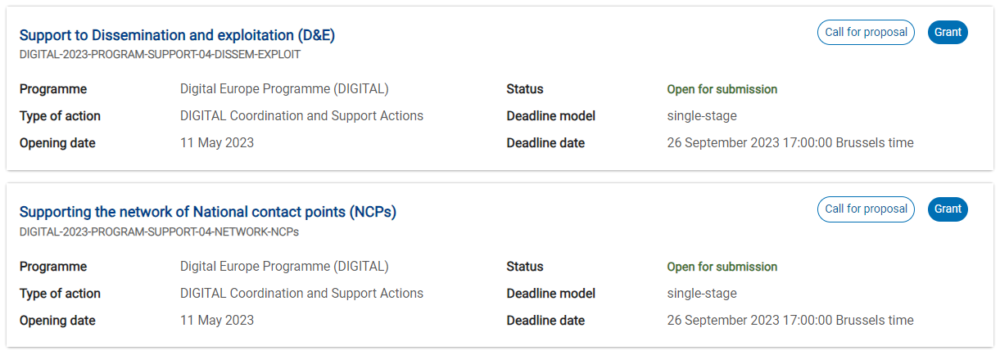 Support to Dissemination and exploitation (D&E) Call for proposal Grant
DIGITAL-2023-PROGRAM-SUPPORT-04-DISSEM-EXPLOIT
Programme Digital Europe Programme (DIGITAL) Status Open for submission
Type of action DIGITAL Coordination and Support Actions Deadline model single-stage
Opening date 11 May 2023 Deadline date 26 September 2023 17:00:00 Brussels time
Supporting the network of National contact points (NCPs) Call for proposal Grant
DIGITAL-2023-PROGRAM-SUPPORT-04-NETWORK-NCPs
Programme Digital Europe Programme (DIGITAL) Status Open for submission
Type of action DIGITAL Coordination and Support Actions Deadline model single-stage
Opening date 11 May 2023 Deadline date 26 September 2023 17:00:00 Brussels time